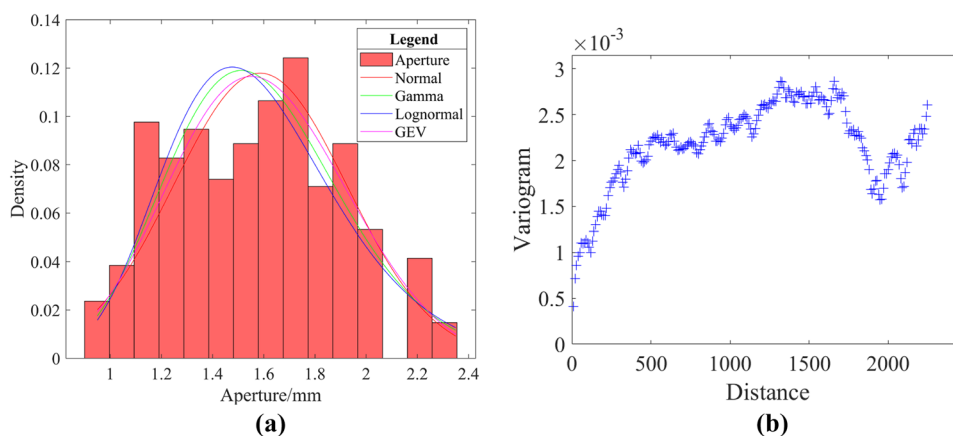 0.14
0.12
0.1
0.08
0.06
0.04
0.02
0
Density
Legend
Aperture
Normal
Gamma
Lognormal
GEV
1
1.2
1.4
1.6
1.8
2
2.2
2.4
Aperture/mm
(a)
×10⁻³
3
2.5
2
1.5
1
0.5
0
Variogram
0
500
1000
1500
2000
Distance
(b)